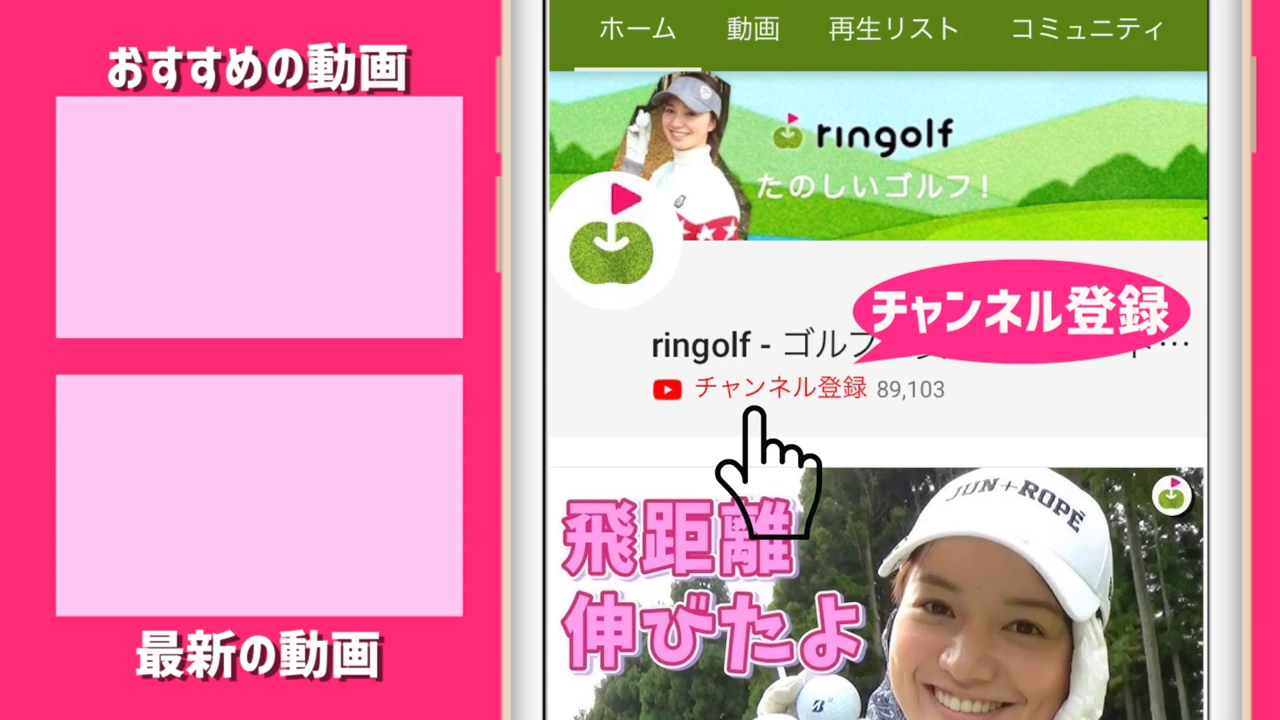 おすすめの動画
最新の動画
ホーム 動画 再生リスト コミュニティ
ringolf
たのしいゴルフ!
チャンネル登録
ringolf - ゴルフ
チャンネル登録 89,103
JUN+ROPÉ
飛距離
伸びたよ
B